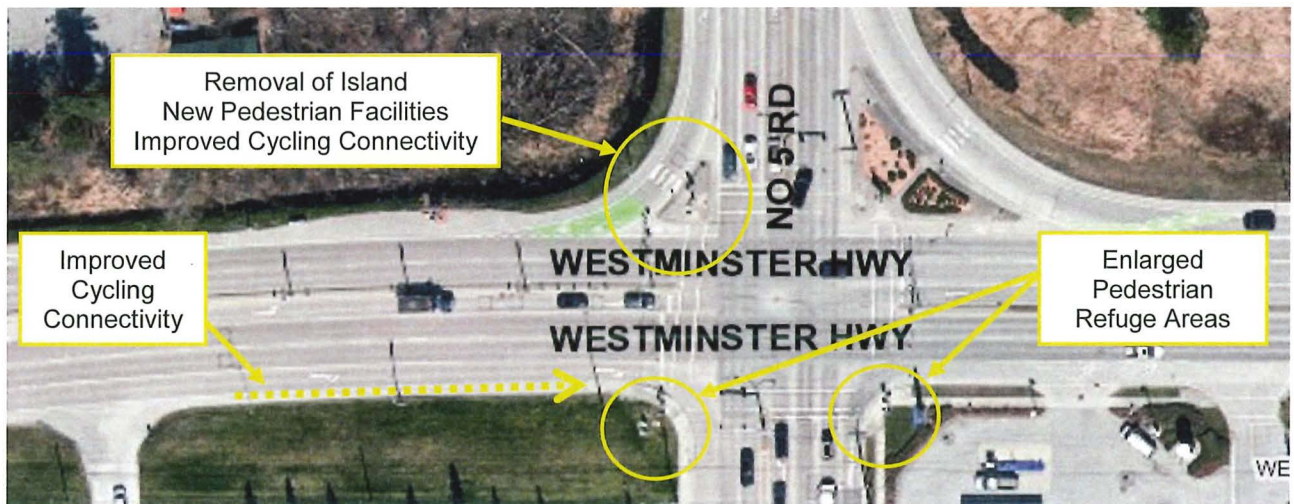 Removal of Island
New Pedestrian Facilities
Improved Cycling Connectivity
NO 5 RD
Improved
Cycling
Connectivity
WESTMINSTER HWY
Enlarged
Pedestrian
Refuge Areas
WESTMINSTER HWY
WE